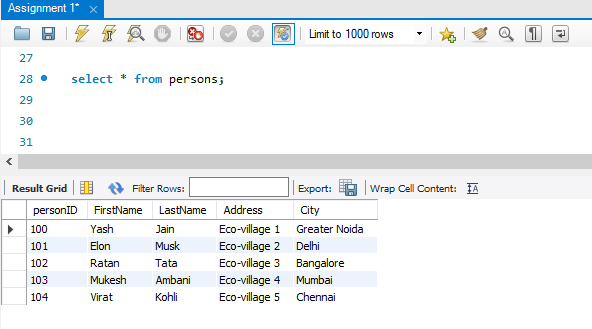 Assignment 1*
Limit to 1000 rows
27
28 select * from persons;
29
30
31
Result Grid Filter Rows: Export: Wrap Cell Content:
personID FirstName LastName Address City
100 Yash Jain Eco-village 1 Greater Noida
101 Elon Musk Eco-village 2 Delhi
102 Ratan Tata Eco-village 3 Bangalore
103 Mukesh Ambani Eco-village 4 Mumbai
104 Virat Kohli Eco-village 5 Chennai